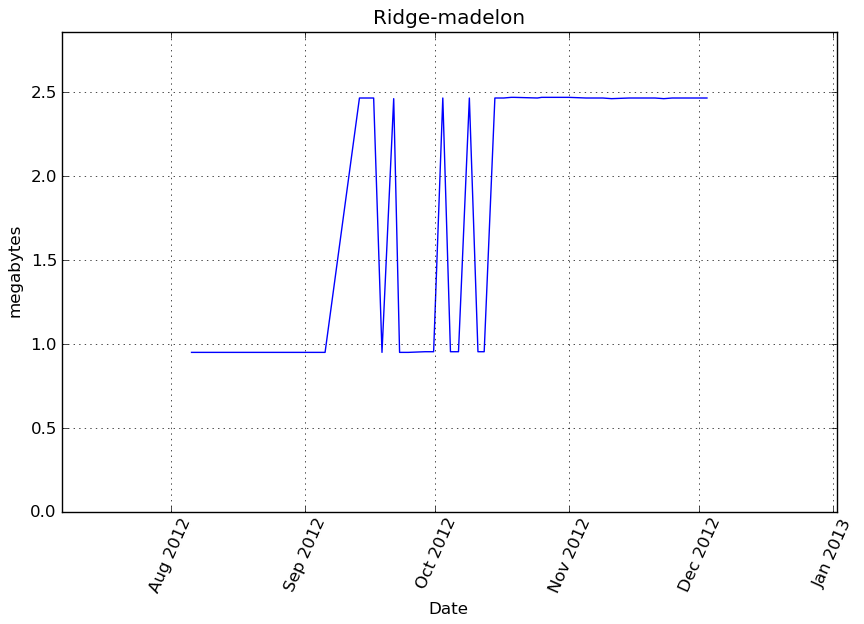 Ridge-madelon
megabytes
2.5
2.0
1.5
1.0
0.5
0.0
Aug 2012
Sep 2012
Oct 2012
Nov 2012
Dec 2012
Jan 2013
Date